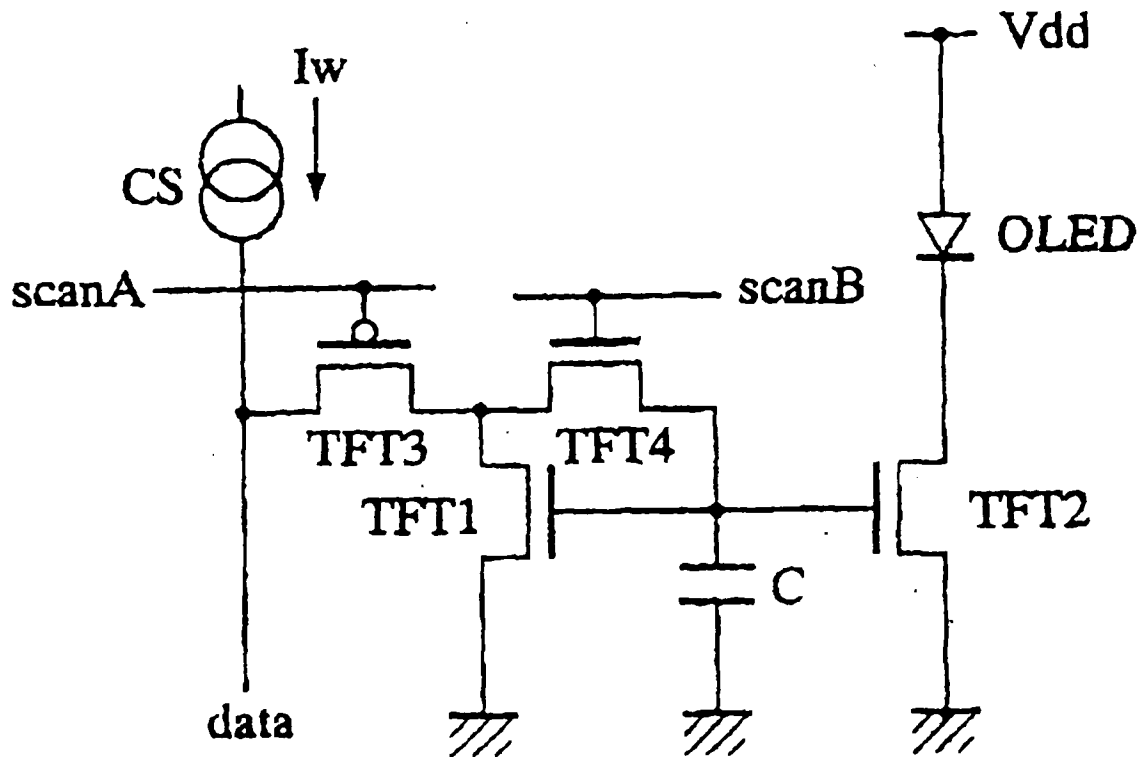 Vdd
Iw
CS
OLED
scanA
scanB
TFT3
TFT4
TFT1
TFT2
C
data